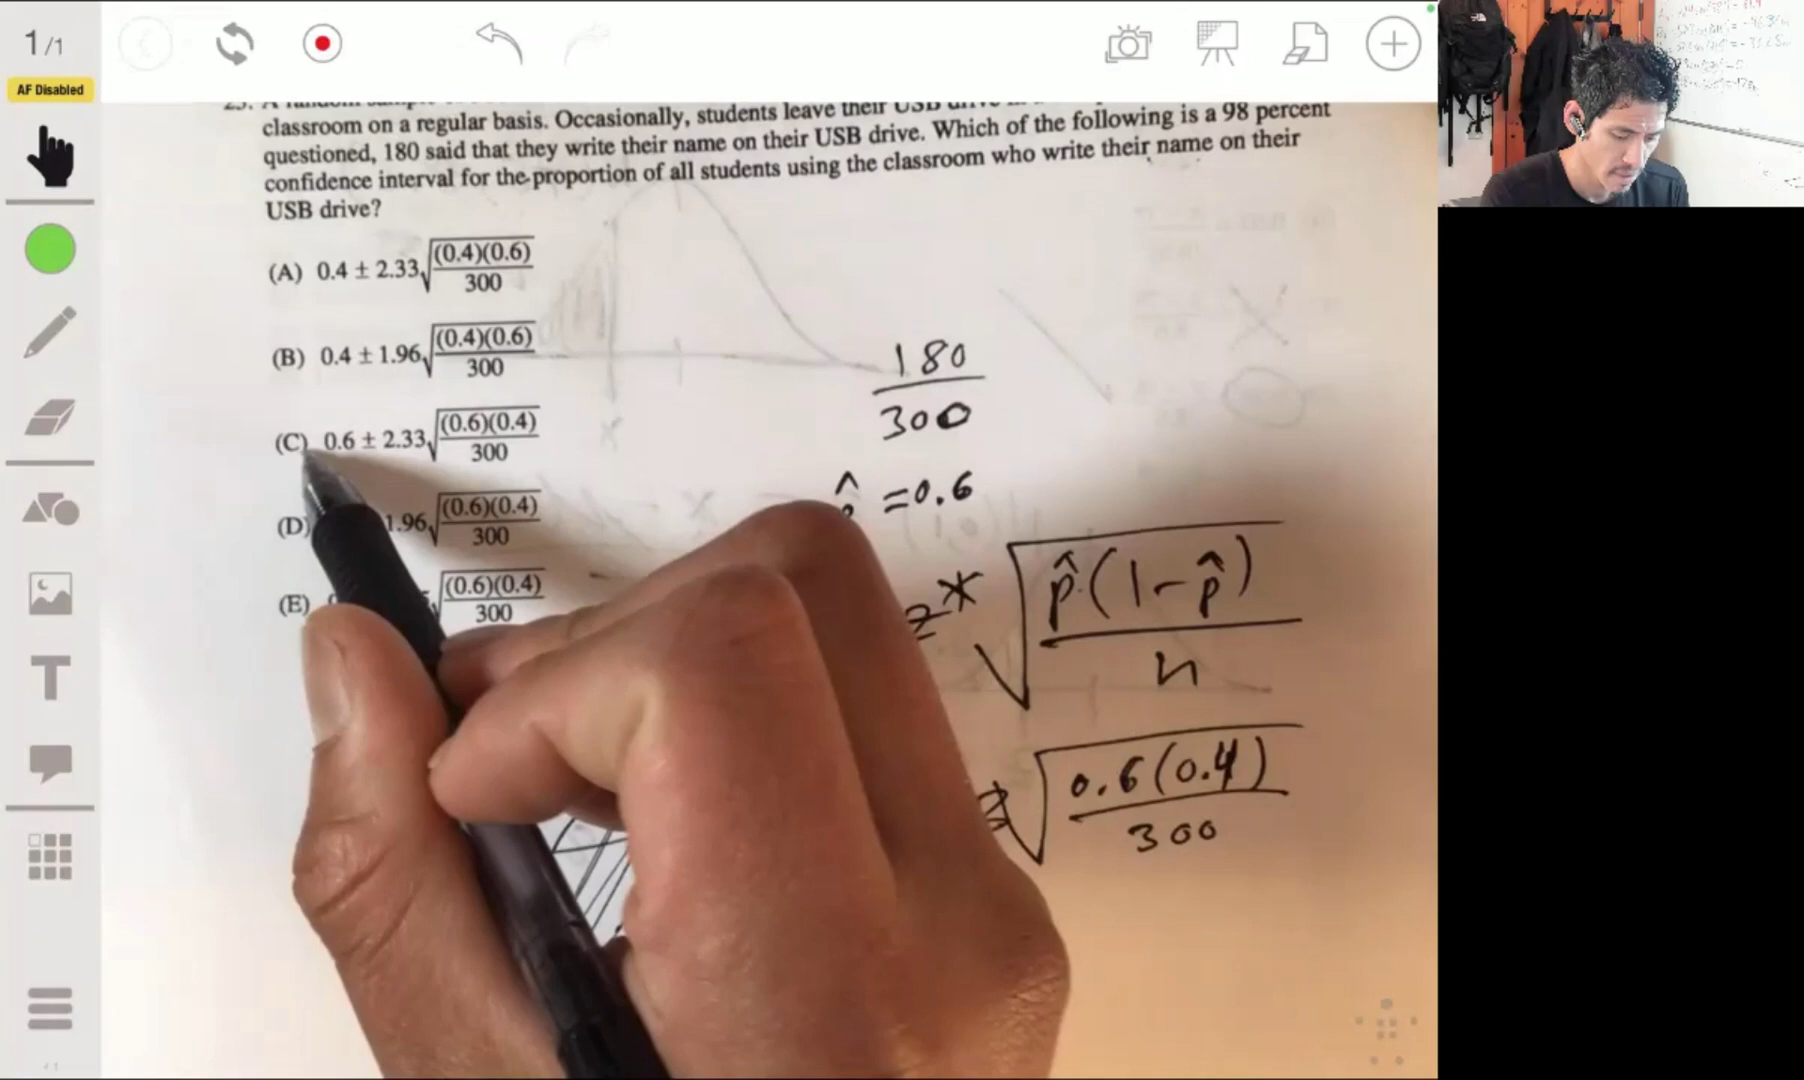 1/1
AF Disabled
classroom on a regular basis. Occasionally, students leave their USB
questioned, 180 said that they write their name on their USB drive. Which of the following is a 98 percent
confidence interval for the proportion of all students using the classroom who write their name on their
USB drive?
(A) 0.4 ± 2.33√(0.4)(0.6)
300
(B) 0.4 ± 1.96√(0.4)(0.6)
300
(C) 0.6 ± 2.33√(0.6)(0.4)
300
(D) 1.96√(0.6)(0.4)
300
(E) √(0.6)(0.4)
300
180
300
=0.6
z* √p̂(1-p̂)
n
√0.6(0.4)
300
T